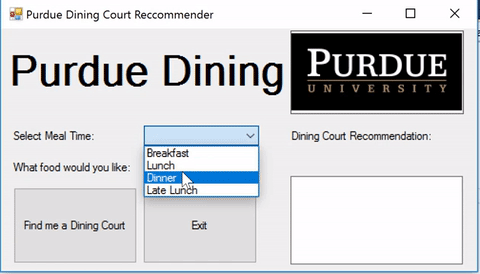 Purdue Dining Court Reccommender
Purdue Dining
PURDUE
UNIVERSITY
Select Meal Time:
Dining Court Recommendation:
Breakfast
Lunch
What food would you like:
Dinner
Late Lunch
Find me a Dining Court
Exit